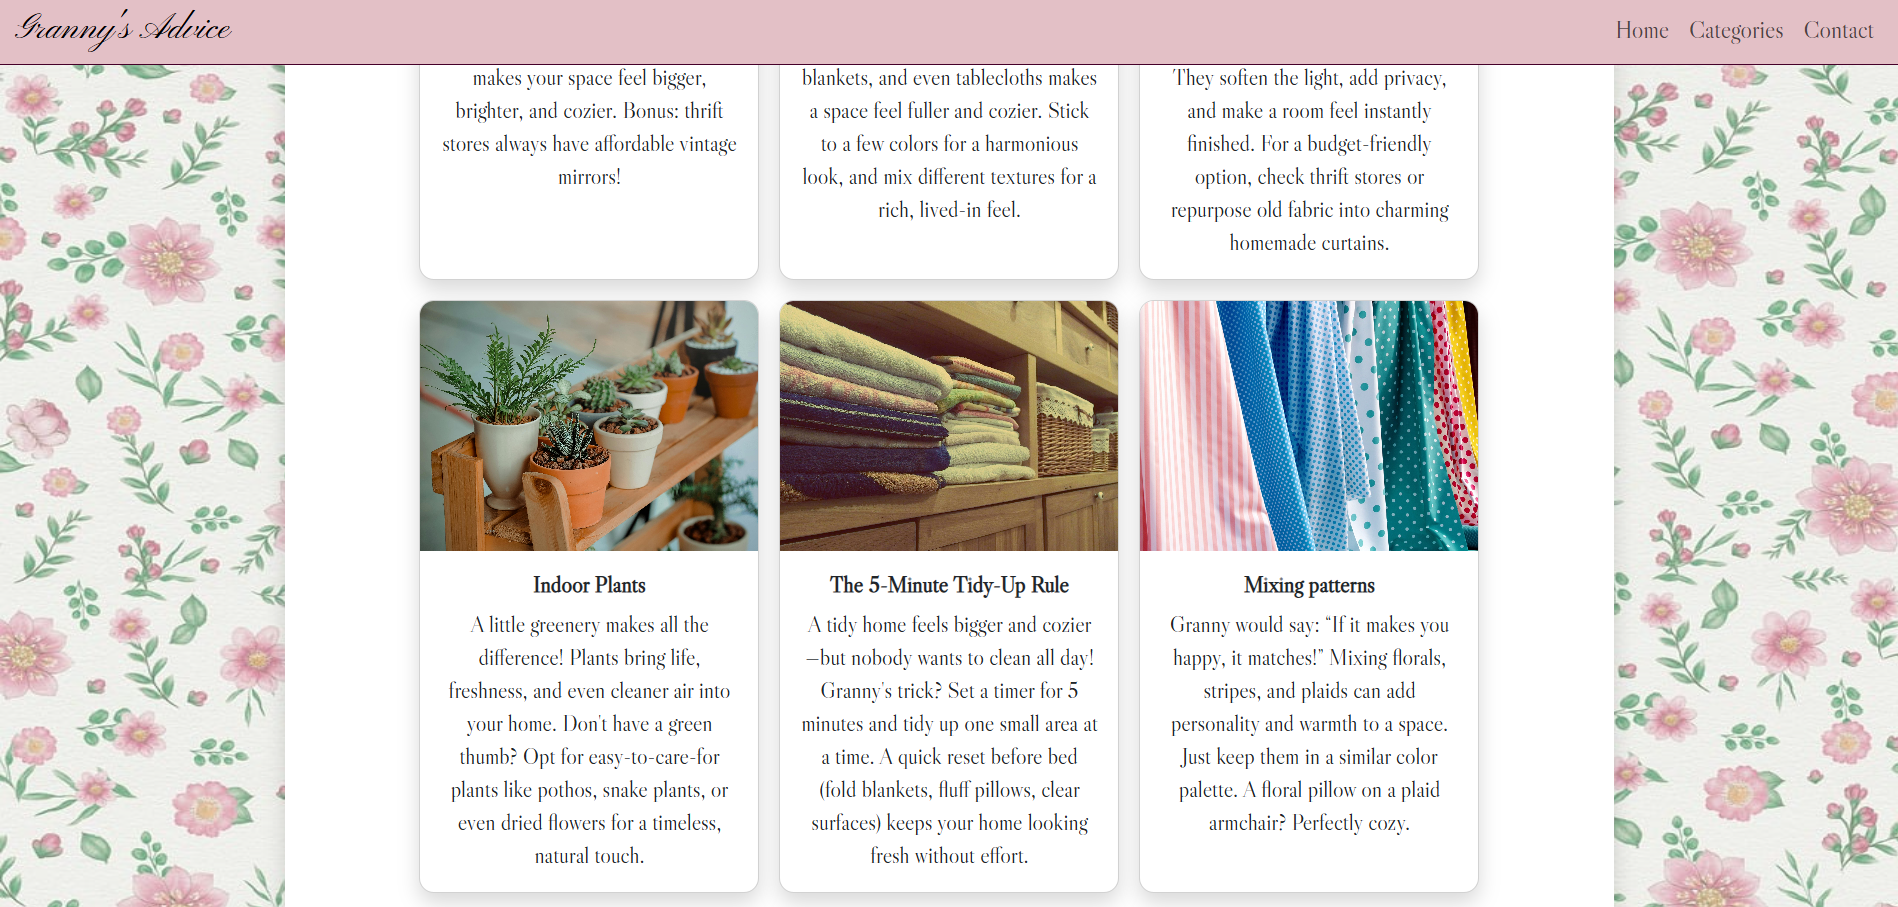 Granny's Advice
Home Categories Contact
makes your space feel bigger,
brighter, and cozier. Bonus: thrift
stores always have affordable vintage
mirrors!
blankets, and even tablecloths makes
a space feel fuller and cozier. Stick
to a few colors for a harmonious
look, and mix different textures for a
rich, lived-in feel.
They soften the light, add privacy,
and make a room feel instantly
finished. For a budget-friendly
option, check thrift stores or
repurpose old fabric into charming
homemade curtains.
Indoor Plants
A little greenery makes all the
difference! Plants bring life,
freshness, and even cleaner air into
your home. Don't have a green
thumb? Opt for easy-to-care-for
plants like pothos, snake plants, or
even dried flowers for a timeless,
natural touch.
The 5-Minute Tidy-Up Rule
A tidy home feels bigger and cozier
—but nobody wants to clean all day!
Granny's trick? Set a timer for 5
minutes and tidy up one small area at
a time. A quick reset before bed
(fold blankets, fluff pillows, clear
surfaces) keeps your home looking
fresh without effort.
Mixing patterns
Granny would say: “If it makes you
happy, it matches!” Mixing florals,
stripes, and plaids can add
personality and warmth to a space.
Just keep them in a similar color
palette. A floral pillow on a plaid
armchair? Perfectly cozy.